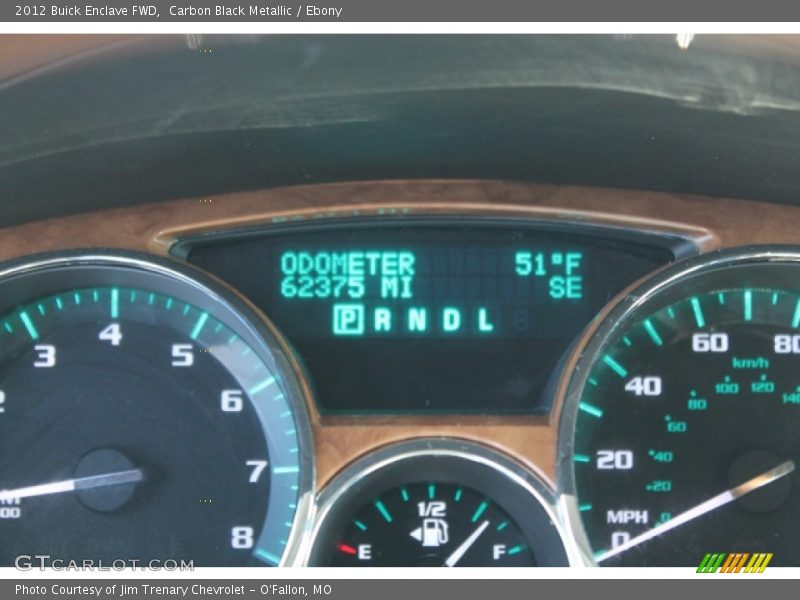 2012 Buick Enclave FWD,  Carbon Black Metallic / Ebony
ODOMETER 51°F
62375 MI SE
P R N D L
3 4 5 6 7 8
1/2
E F
MPH km/h
0 20 40 60 80
0 20 40 60 80 100 120 140
GTCARLOT.COM
Photo Courtesy of Jim Trenary Chevrolet – O'Fallon, MO